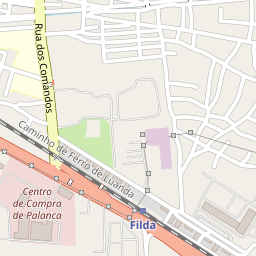 Rua dos Comandos
Caminho de Ferro de Luanda
Centro
de Compra
de Palanca
Filda